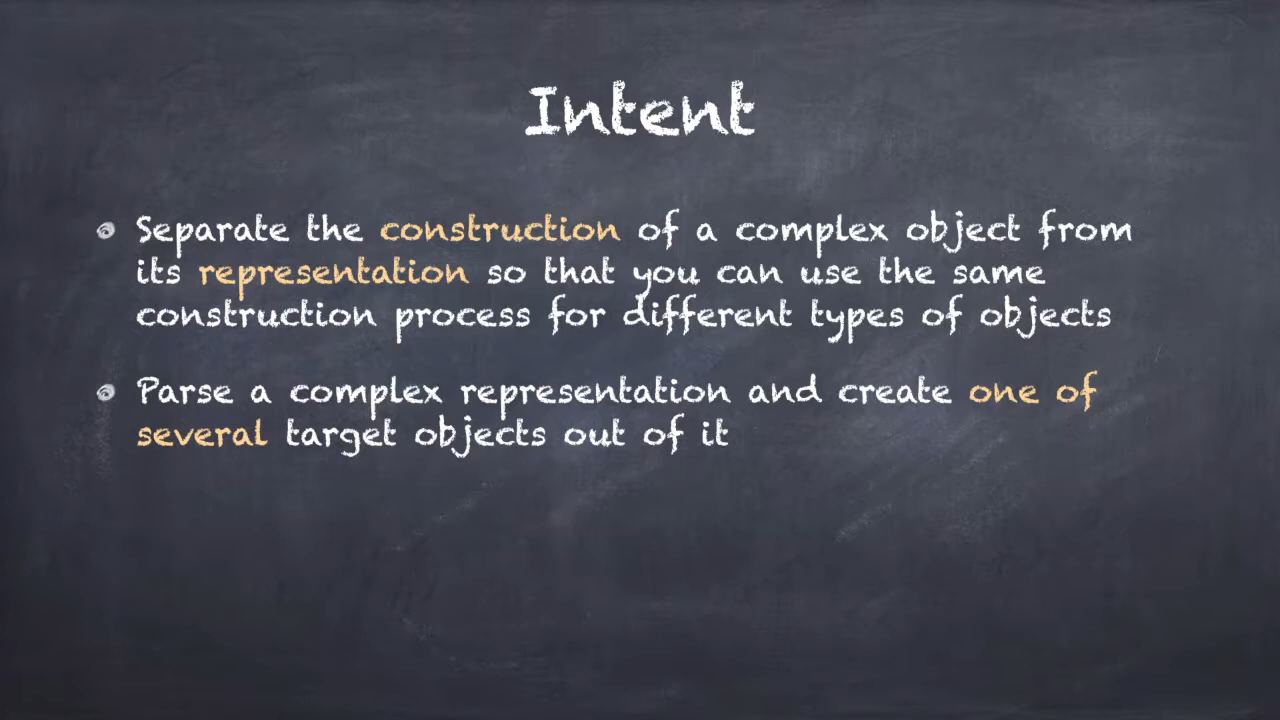 Intent
Separate the construction of a complex object from
its representation so that you can use the same
construction process for different types of objects
Parse a complex representation and create one of
several target objects out of it